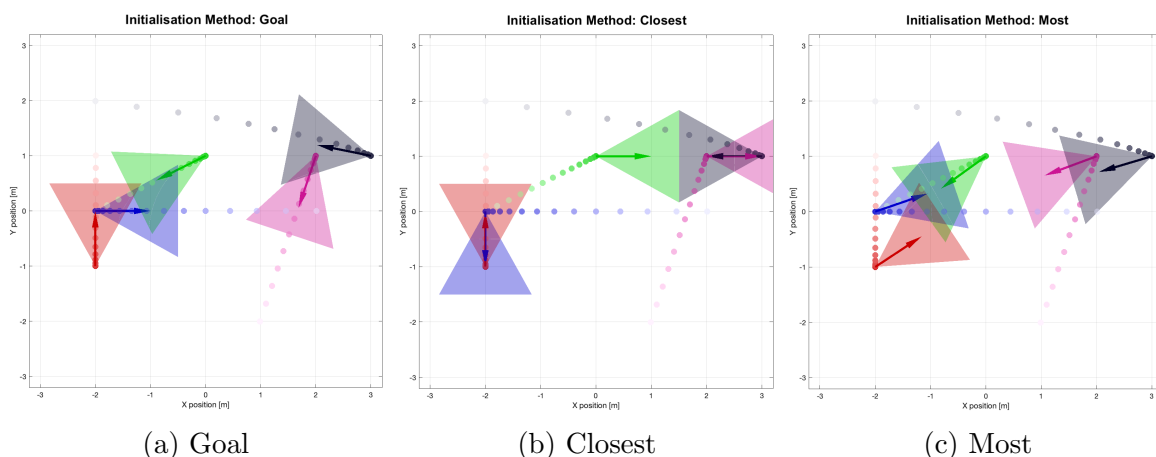 Initialisation Method: Goal
3
2
1
0
-1
-2
-3
-3 -2 -1 0 1 2 3
Y position [m]
X position [m]
(a) Goal
Initialisation Method: Closest
3
2
1
0
-1
-2
-3
-3 -2 -1 0 1 2 3
Y position [m]
X position [m]
(b) Closest
Initialisation Method: Most
3
2
1
0
-1
-2
-3
-3 -2 -1 0 1 2 3
Y position [m]
X position [m]
(c) Most